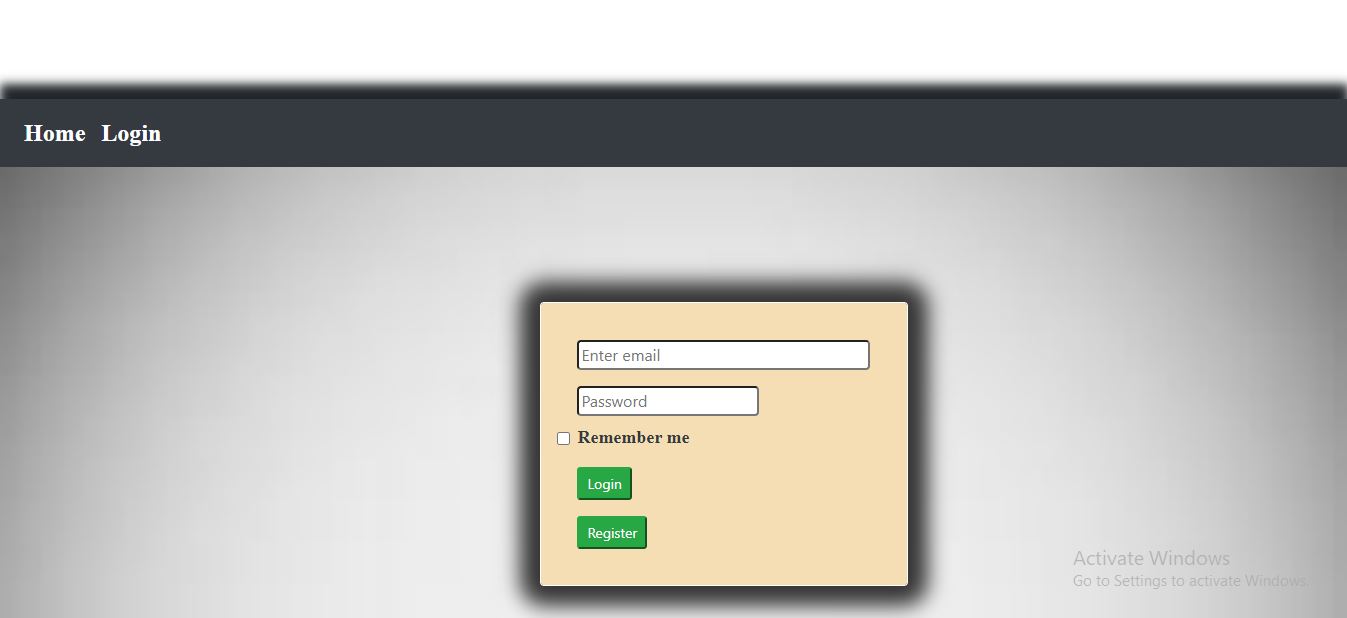 Home Login
Enter email
Password
Remember me
Login
Register
Activate Windows
Go to Settings to activate Windows.